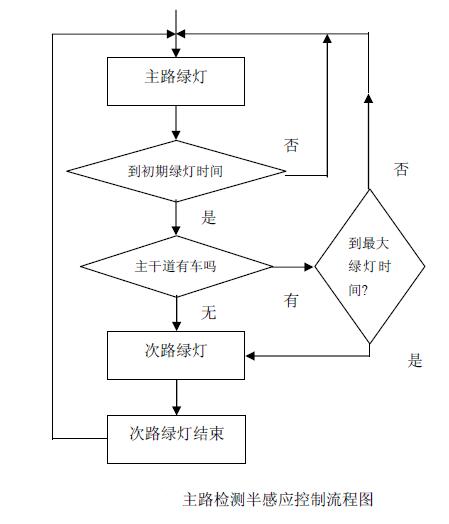 主路绿灯
否
到初期绿灯时间
否
是
到最大
绿灯时
间?
主干道有车吗
有
无
次路绿灯
是
次路绿灯结束
主路检测半感应控制流程图